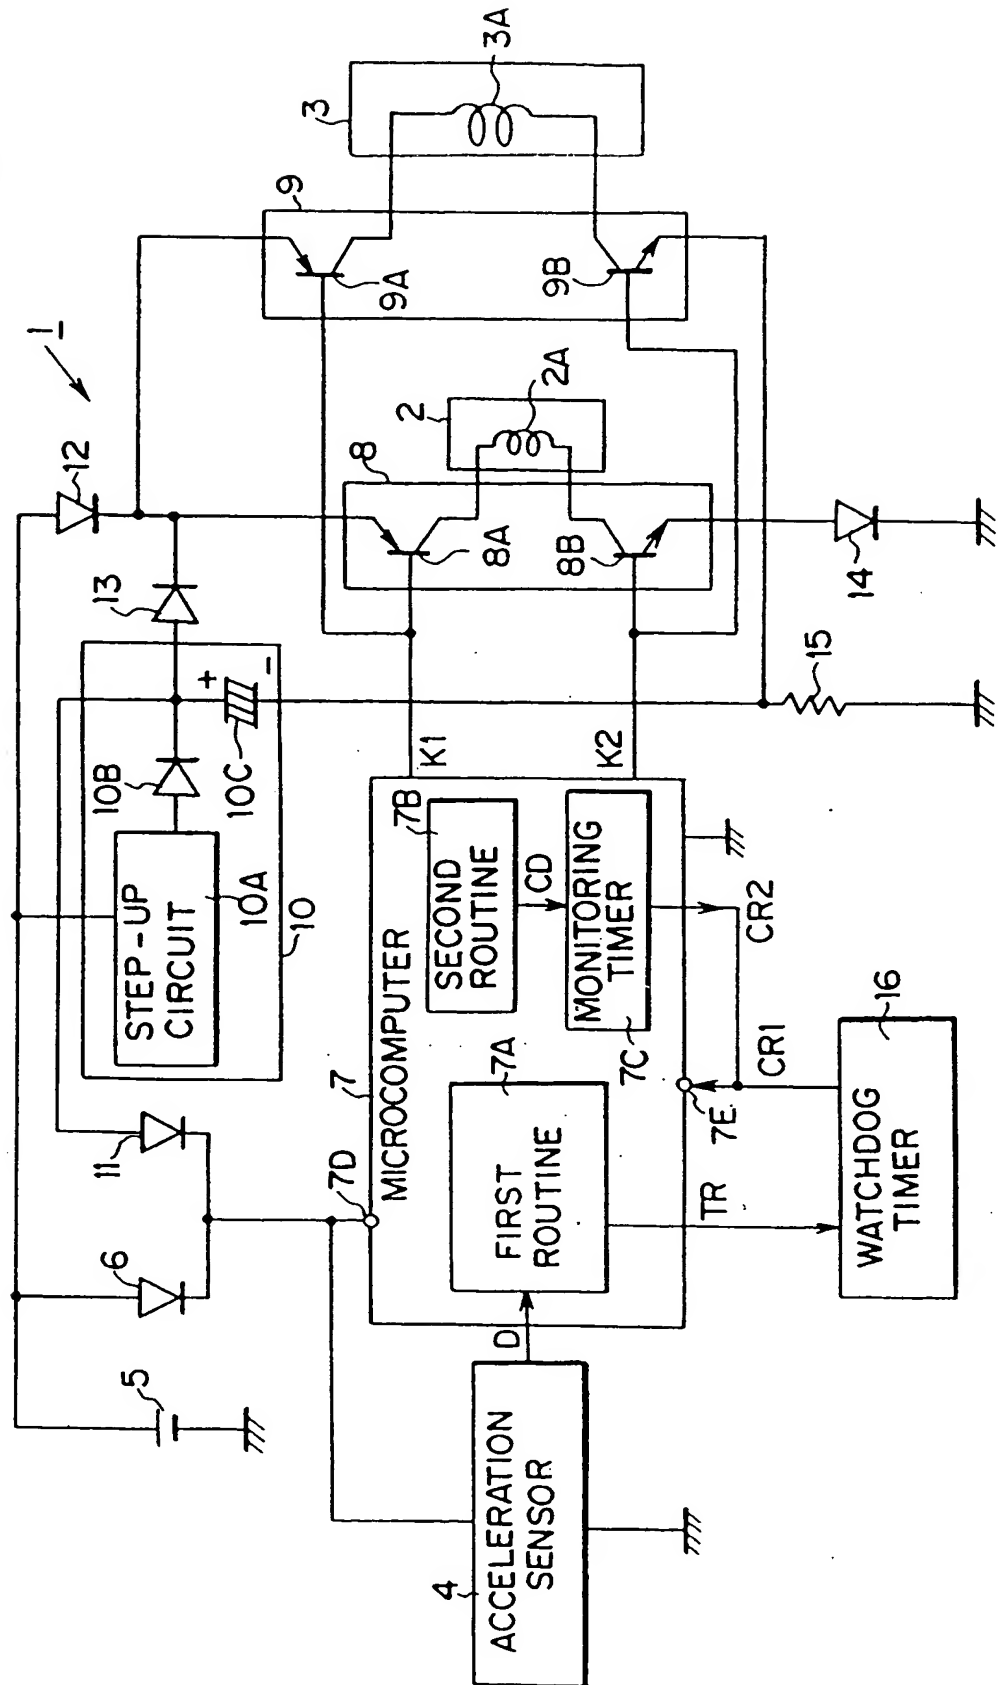 1
5
6
11
STEP-UP
CIRCUIT
10A
10B
10C
+
-
10
13
12
9
9A
9B
3
3A
8
8A
8B
2
2A
14
15
7D
7
MICROCOMPUTER
7B
SECOND
ROUTINE
CD
MONITORING
TIMER
7C
7A
FIRST
ROUTINE
K1
K2
4
ACCELERATION
SENSOR
D
TR
7E
CR1
CR2
WATCHDOG
TIMER
16